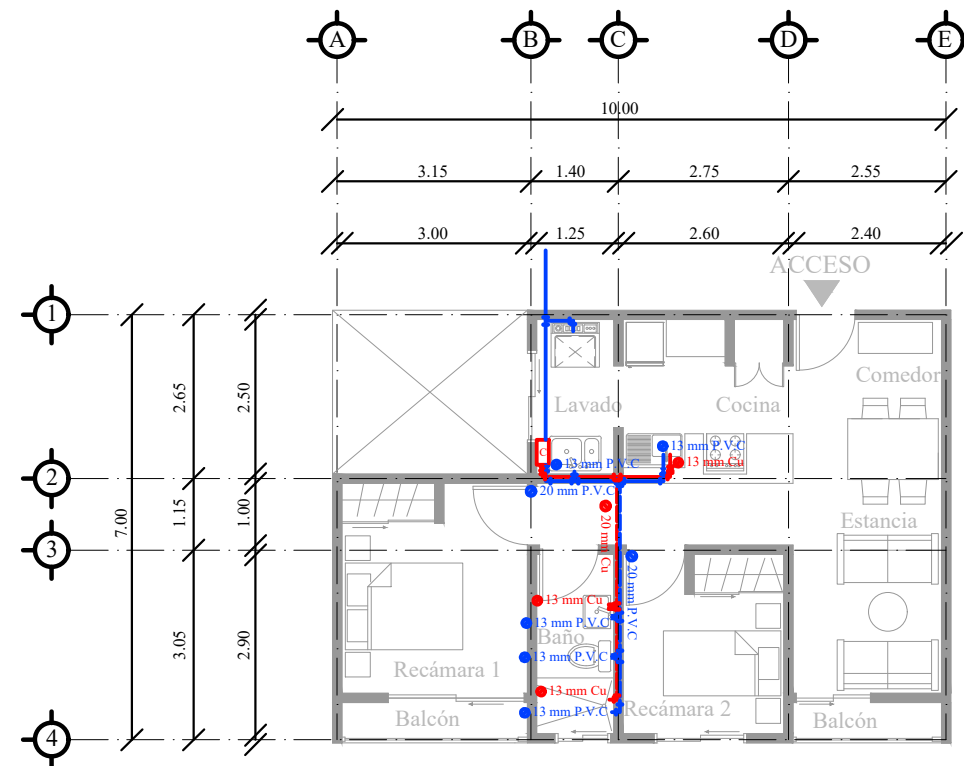 A B C D E
10.00
3.15 1.40 2.75 2.55
3.00 1.25 2.60 2.40
ACCESO
1
2
3
4
7.00
2.65
1.15
3.05
2.50
1.00
2.90
Comedor
Lavado
Cocina
C
13 mm P.V.C
13 mm P.V.C
13 mm Cu
20 mm P.V.C
20 mm Cu
Estancia
20 mm P.V.C
13 mm Cu
13 mm P.V.C
Baño
13 mm P.V.C
Recámara 1
13 mm Cu
13 mm P.V.C
Recámara 2
Balcón
Balcón